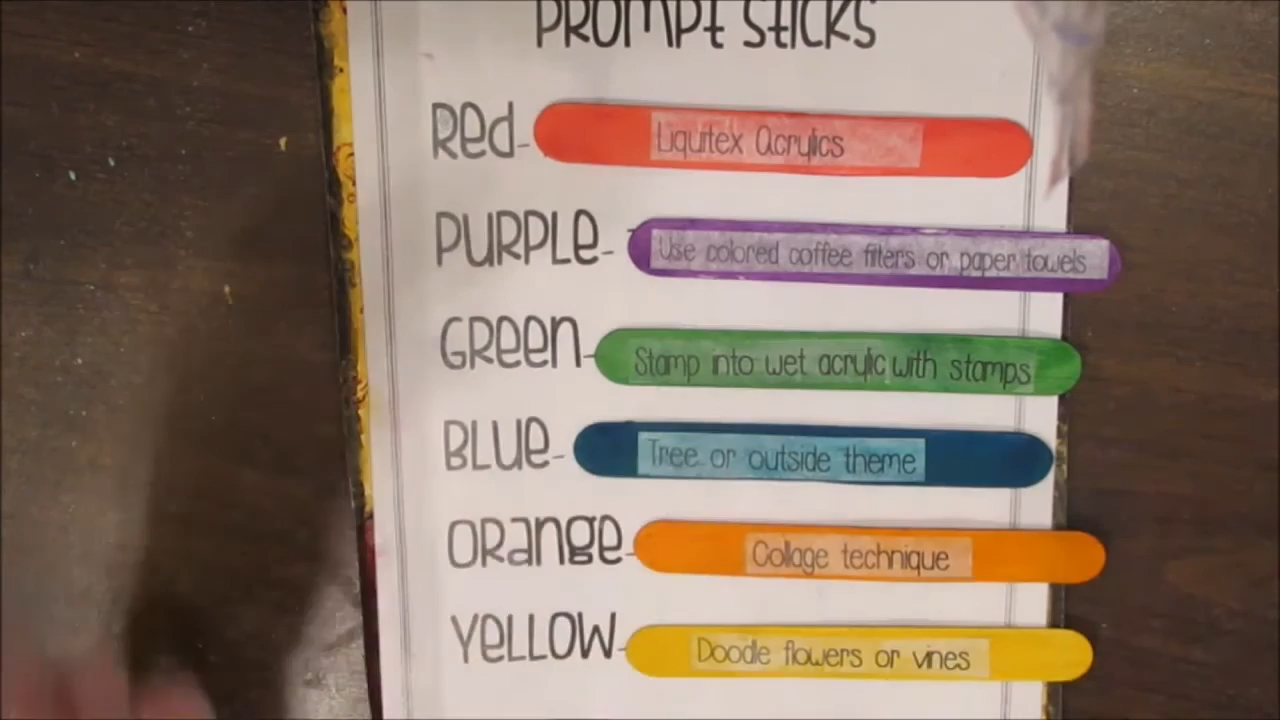 PROMPt StiCKS
Red- Liquitex Acrylics
PURPLE- Use colored coffee filters or paper towels
GReen- Stamp into wet acrylic with stamps
BLUe- Tree or outside theme
ORange- Collage technique
YeLLOW- Doodle flowers or vines